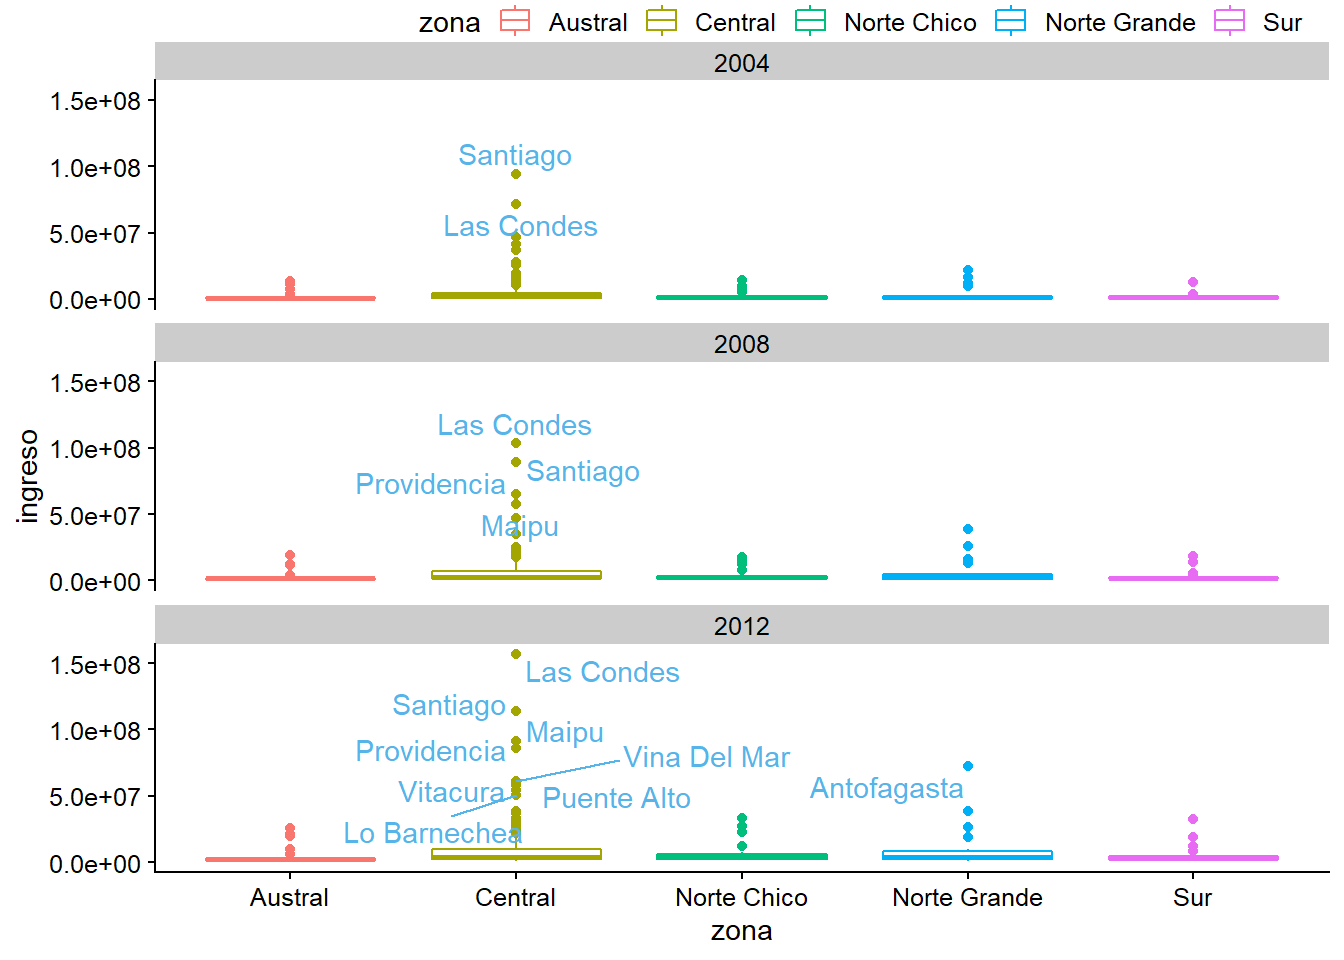 zona Austral Central Norte Chico Norte Grande Sur
2004
1.5e+08
1.0e+08
5.0e+07
0.0e+00
Santiago
Las Condes
2008
1.5e+08
1.0e+08
5.0e+07
0.0e+00
Las Condes
Santiago
Providencia
Maipu
ingreso
2012
1.5e+08
1.0e+08
5.0e+07
0.0e+00
Las Condes
Santiago
Maipu
Providencia
Vina Del Mar
Vitacura
Puente Alto
Antofagasta
Lo Barnechea
Austral Central Norte Chico Norte Grande Sur
zona